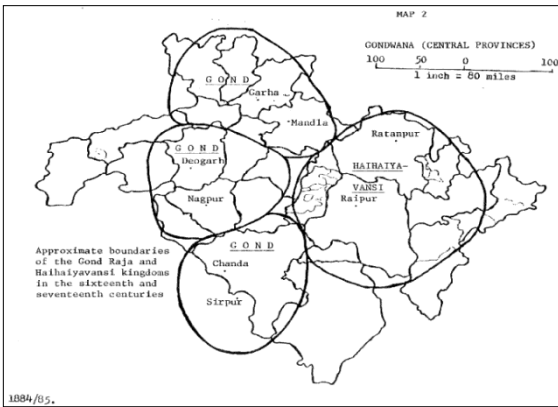 MAP 2
GONDWANA (CENTRAL PROVINCES)
100 50 0 100
1 inch = 80 miles
GOND
Garha
Mandla
GOND
Deogarh
Nagpur
Ratanpur
HAIHAIYA-
VANSI
Raipur
GOND
Chanda
Sirpur
Approximate boundaries
of the Gond Raja and
Haihaiyavansi kingdoms
in the sixteenth and
seventeenth centuries
1884/85.